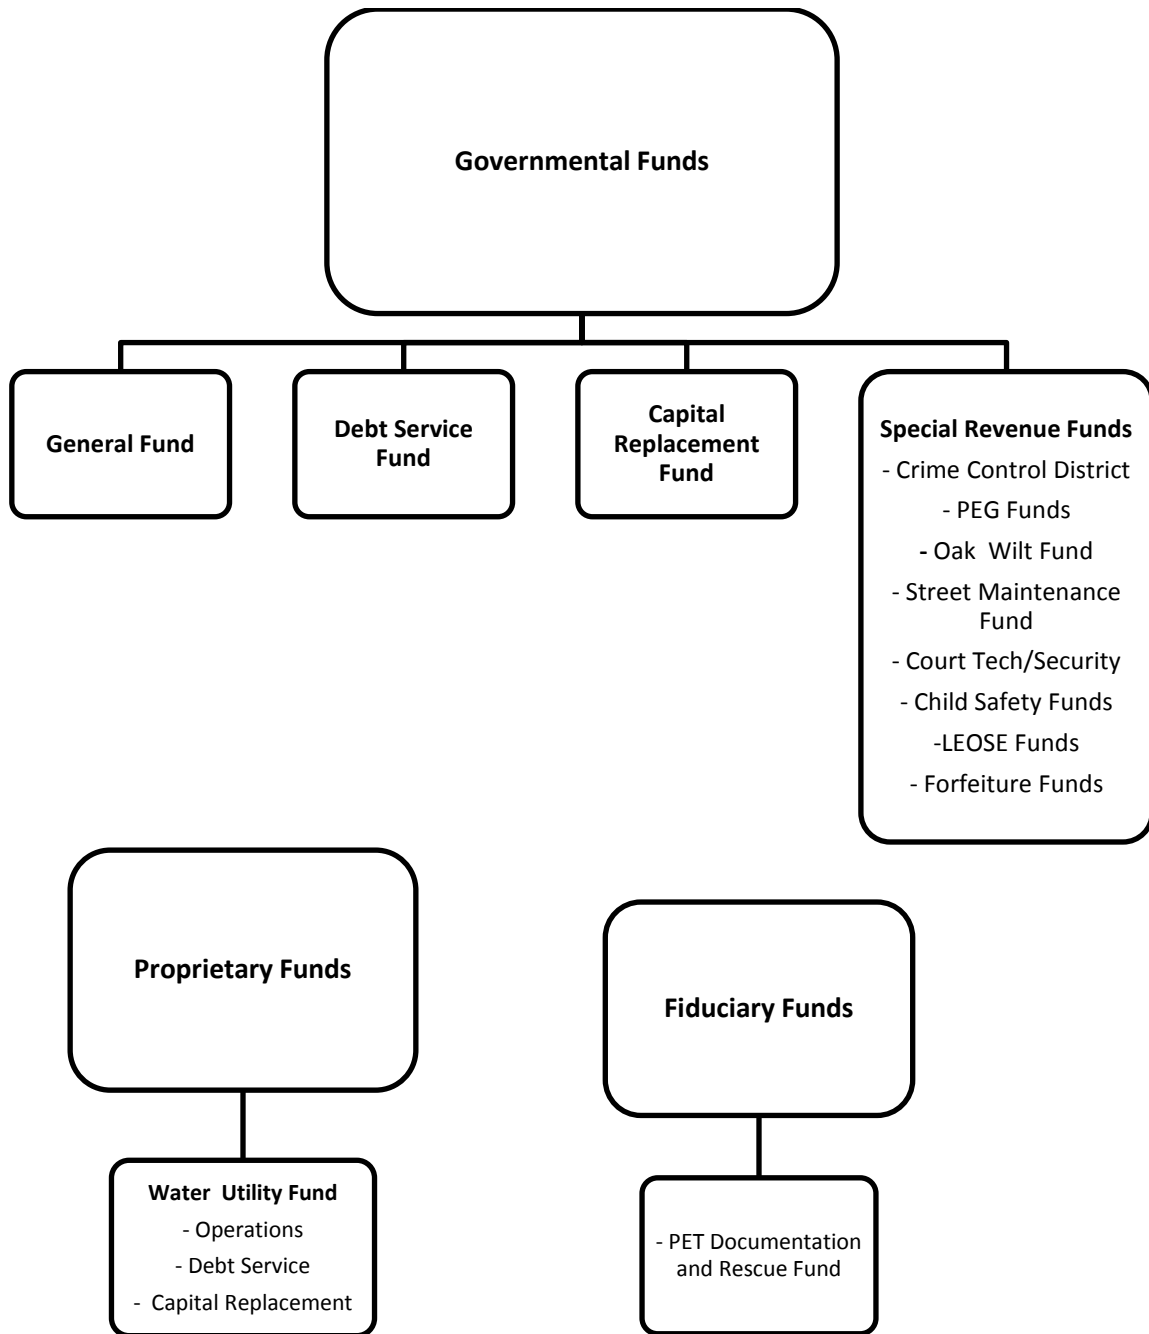 Governmental Funds
General Fund
Debt Service
Fund
Capital
Replacement
Fund
Special Revenue Funds
- Crime Control District
- PEG Funds
- Oak  Wilt Fund
- Street Maintenance
Fund
- Court Tech/Security
- Child Safety Funds
-LEOSE Funds
- Forfeiture Funds
Proprietary Funds
Water  Utility Fund
- Operations
- Debt Service
-  Capital Replacement
Fiduciary Funds
- PET Documentation
and Rescue Fund